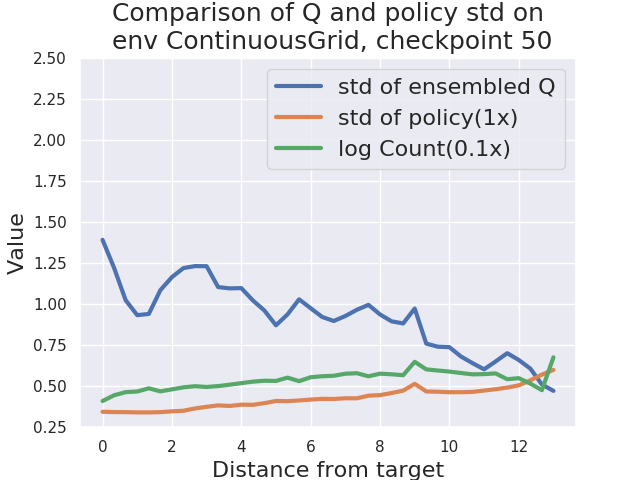 Comparison of Q and policy std on
env ContinuousGrid, checkpoint 50
2.50
2.25
2.00
1.75
1.50
1.25
1.00
0.75
0.50
0.25
Value
std of ensembled Q
std of policy(1x)
log Count(0.1x)
0 2 4 6 8 10 12
Distance from target